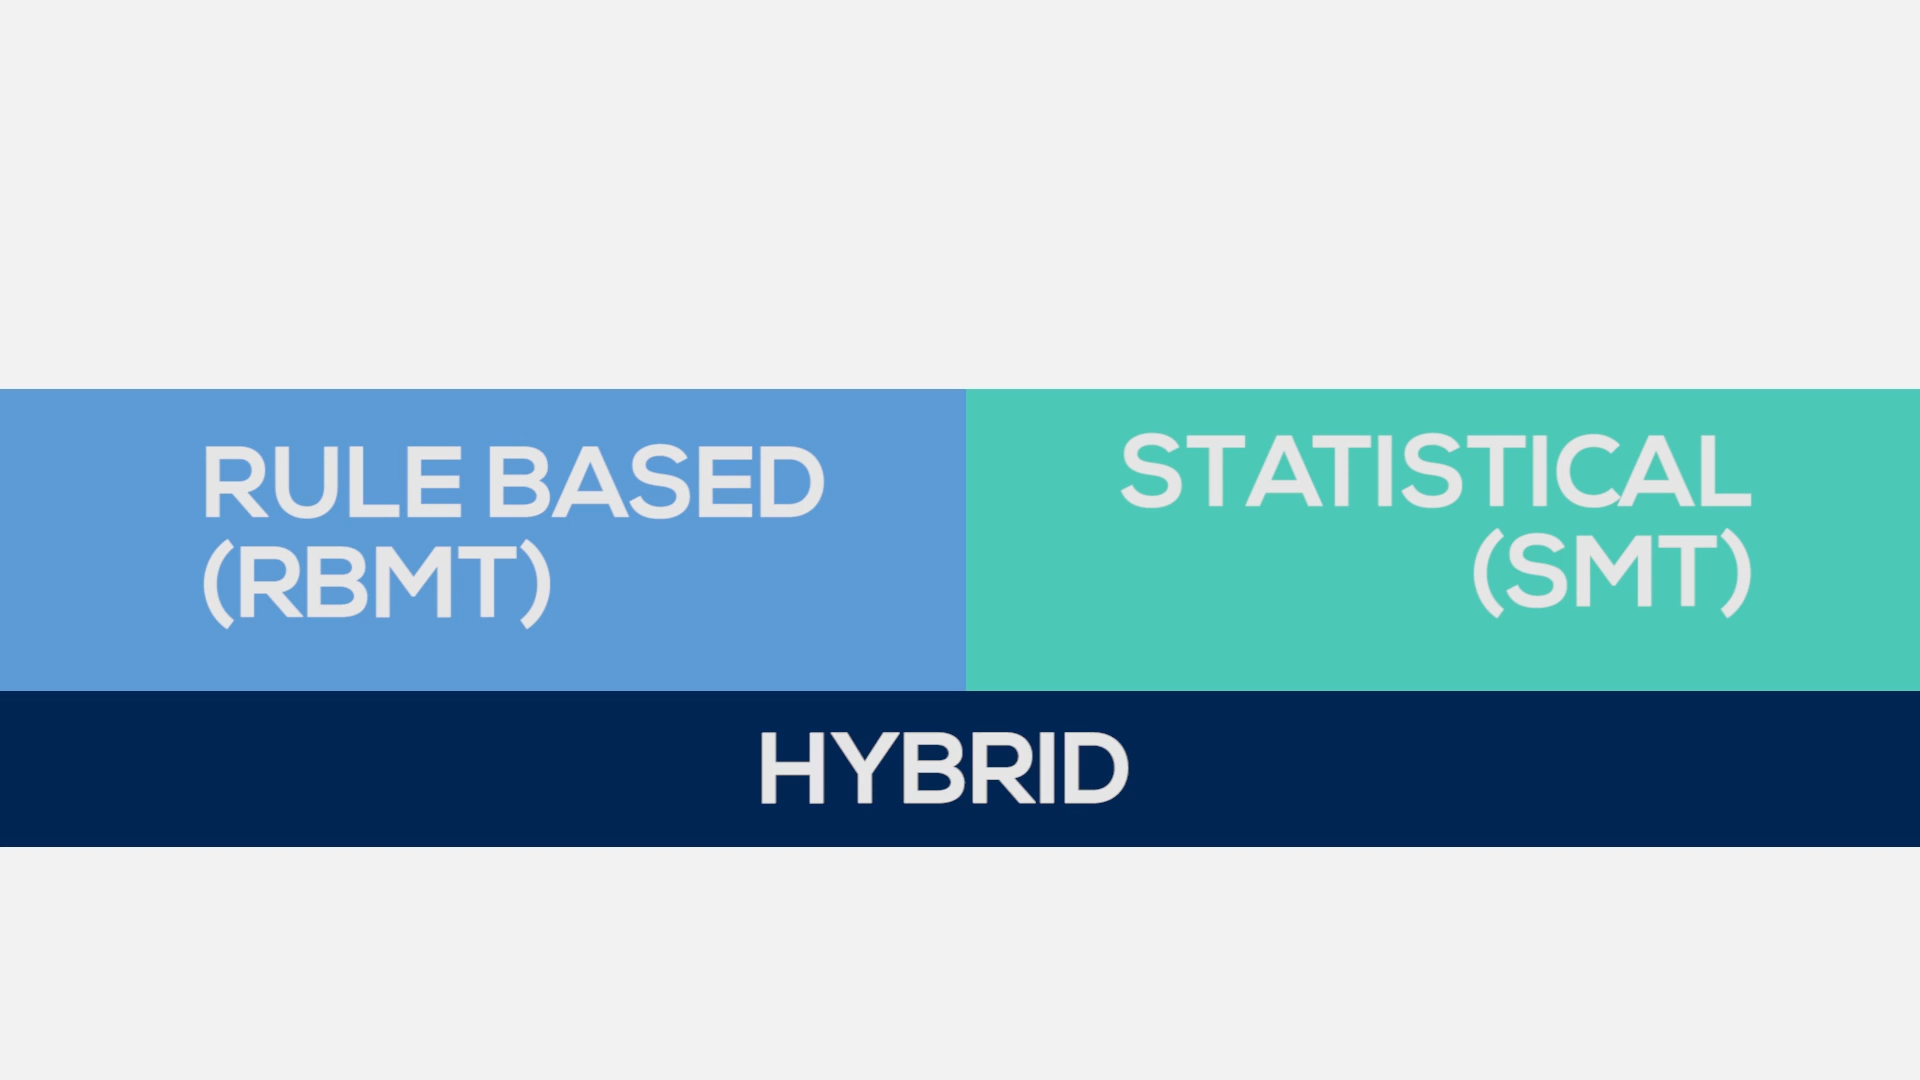 RULE BASED
(RBMT)
STATISTICAL
(SMT)
HYBRID